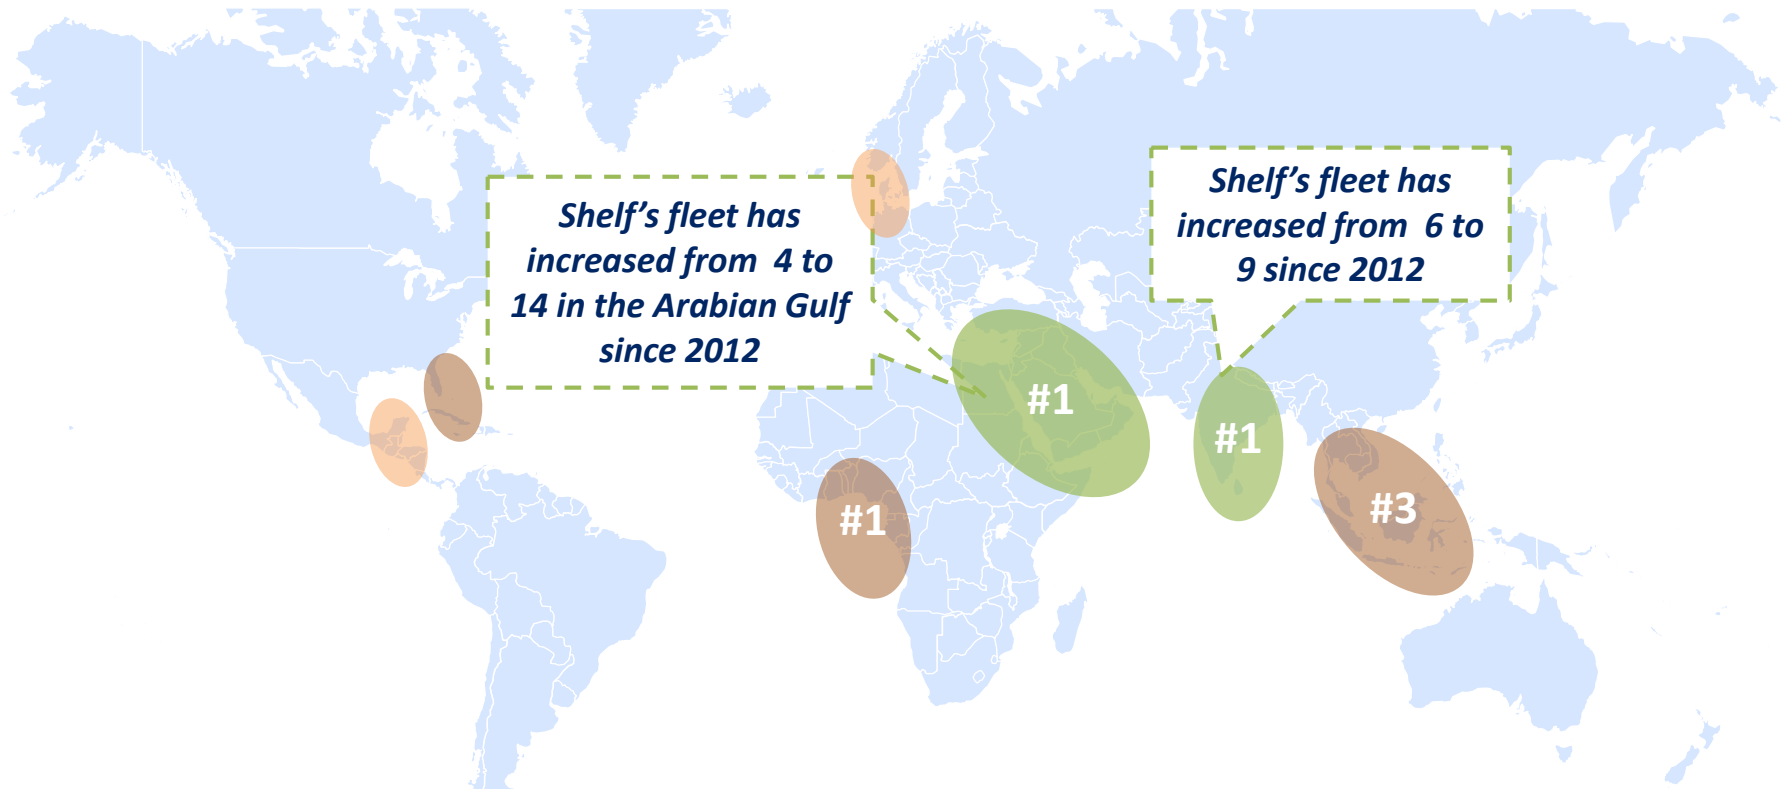 Shelf’s fleet has
increased from 4 to
14 in the Arabian Gulf
since 2012
Shelf’s fleet has
increased from 6 to
9 since 2012
#1
#1
#1
#3